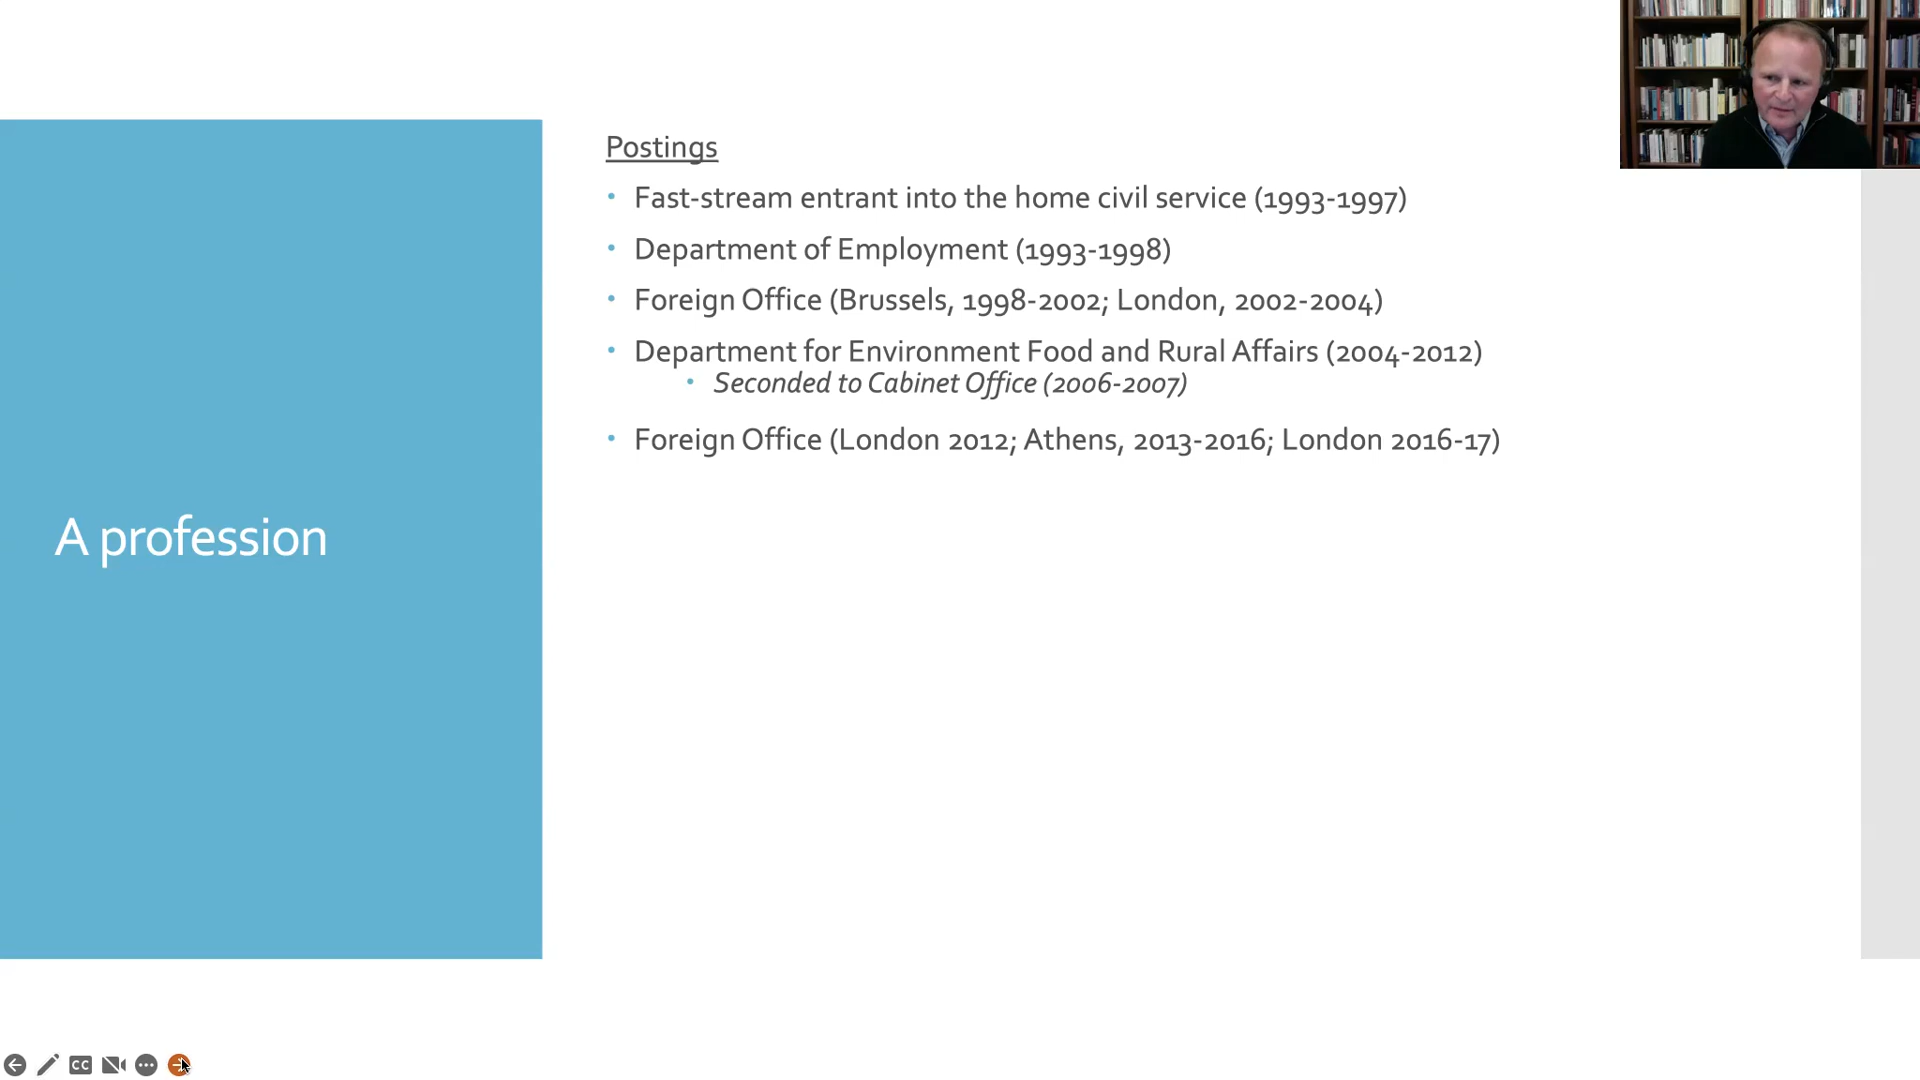 Postings
Fast-stream entrant into the home civil service (1993-1997)
Department of Employment (1993-1998)
Foreign Office (Brussels, 1998-2002; London, 2002-2004)
Department for Environment Food and Rural Affairs (2004-2012)
Seconded to Cabinet Office (2006-2007)
Foreign Office (London 2012; Athens, 2013-2016; London 2016-17)
A profession
CC